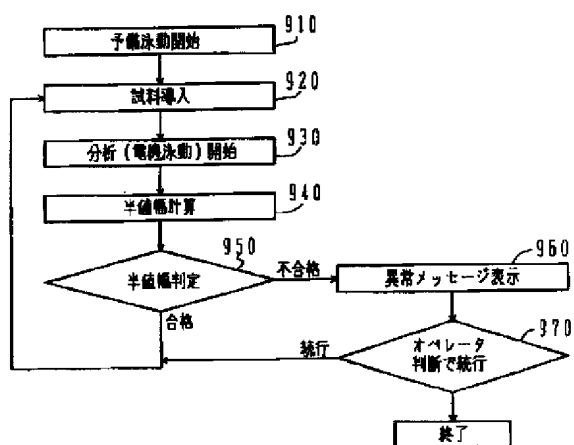 予備泳動開始
910
試料導入
920
分析(電機泳動)開始
930
半値幅計算
940
半値幅判定
950
不合格
合格
異常メッセージ表示
960
オペレータ
判断で続行
970
続行
終了